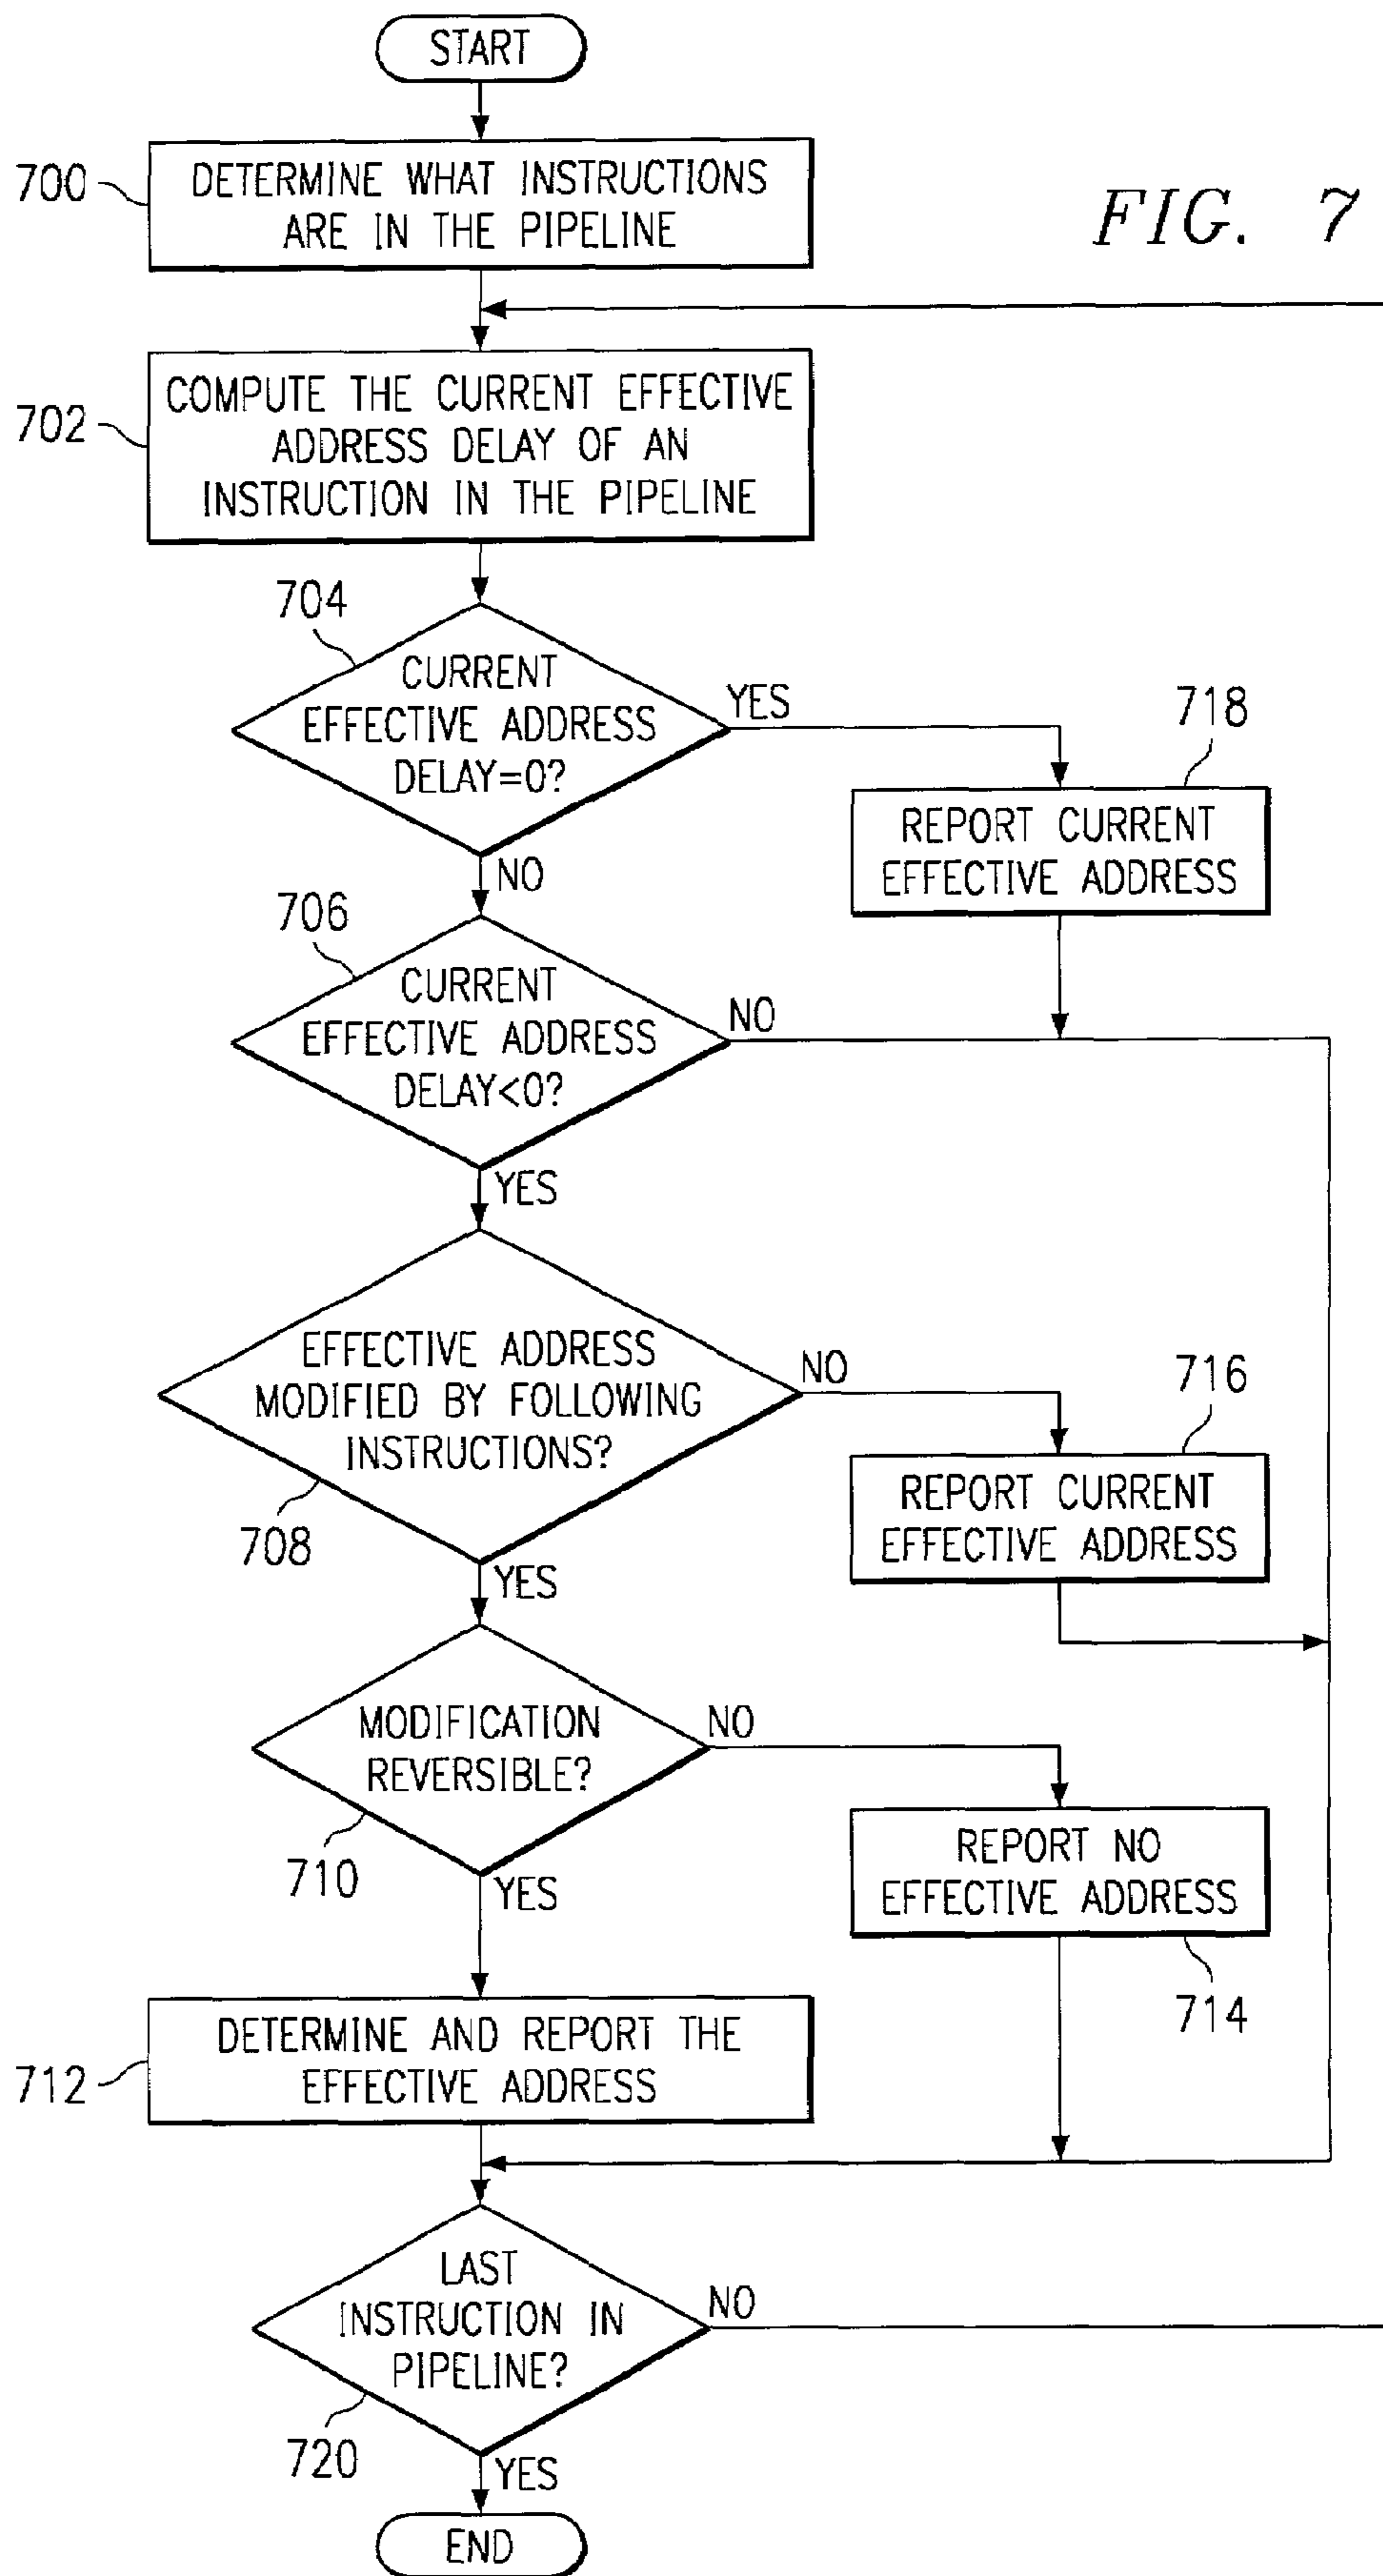 START
700
DETERMINE WHAT INSTRUCTIONS
ARE IN THE PIPELINE
FIG. 7
702
COMPUTE THE CURRENT EFFECTIVE
ADDRESS DELAY OF AN
INSTRUCTION IN THE PIPELINE
704
CURRENT
EFFECTIVE ADDRESS
DELAY=0?
YES
NO
718
REPORT CURRENT
EFFECTIVE ADDRESS
706
CURRENT
EFFECTIVE ADDRESS
DELAY<0?
NO
YES
EFFECTIVE ADDRESS
MODIFIED BY FOLLOWING
INSTRUCTIONS?
708
NO
YES
716
REPORT CURRENT
EFFECTIVE ADDRESS
MODIFICATION
REVERSIBLE?
710
NO
YES
REPORT NO
EFFECTIVE ADDRESS
714
712
DETERMINE AND REPORT THE
EFFECTIVE ADDRESS
LAST
INSTRUCTION IN
PIPELINE?
720
NO
YES
END